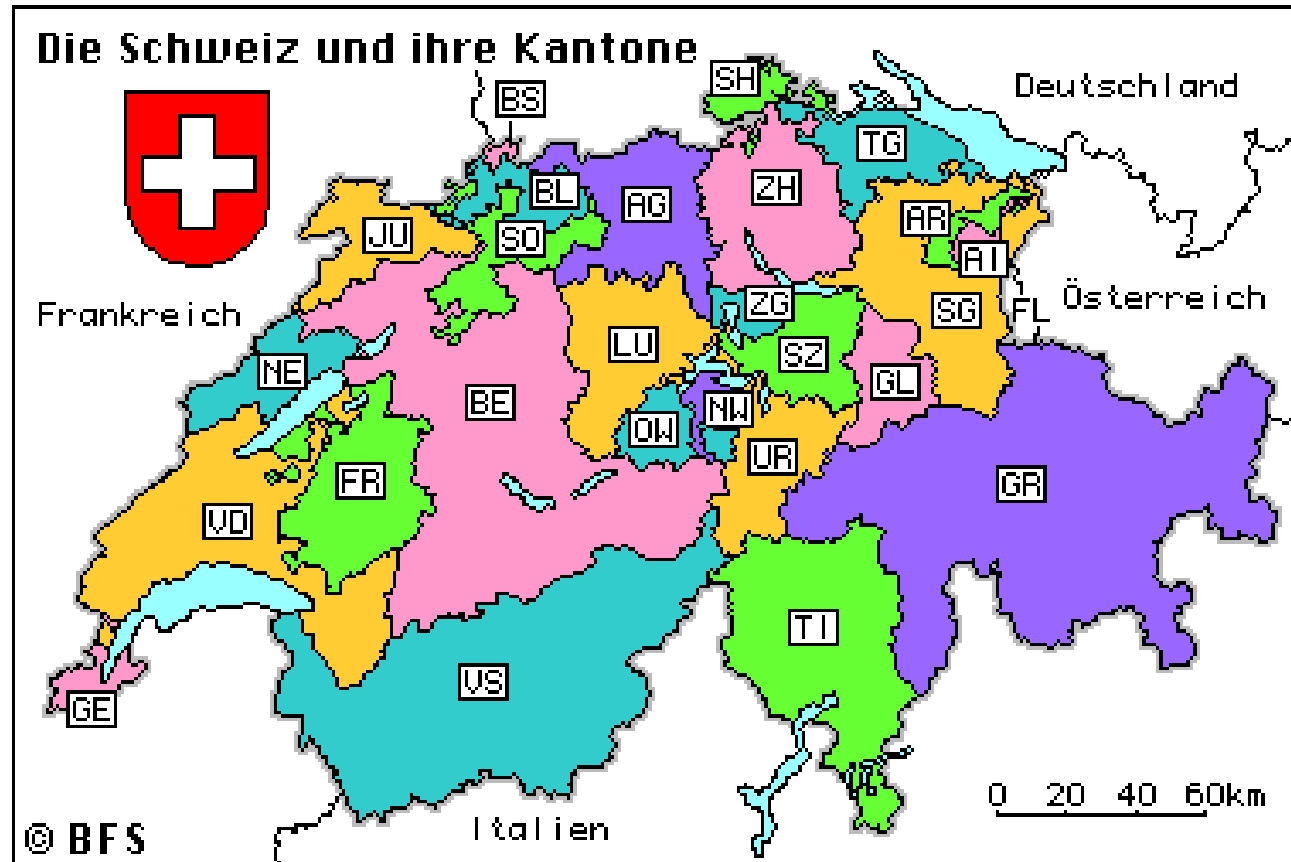 Die Schweiz und ihre Kantone
SH
Deutschland
BS
TG
BL
AG
ZH
JU
SO
AR
AI
Frankreich
ZG
SG
FL
Österreich
NE
LU
SZ
BE
GL
OW
NW
UR
FR
GR
VD
TI
VS
GE
0 20 40 60km
Italien
© BFS